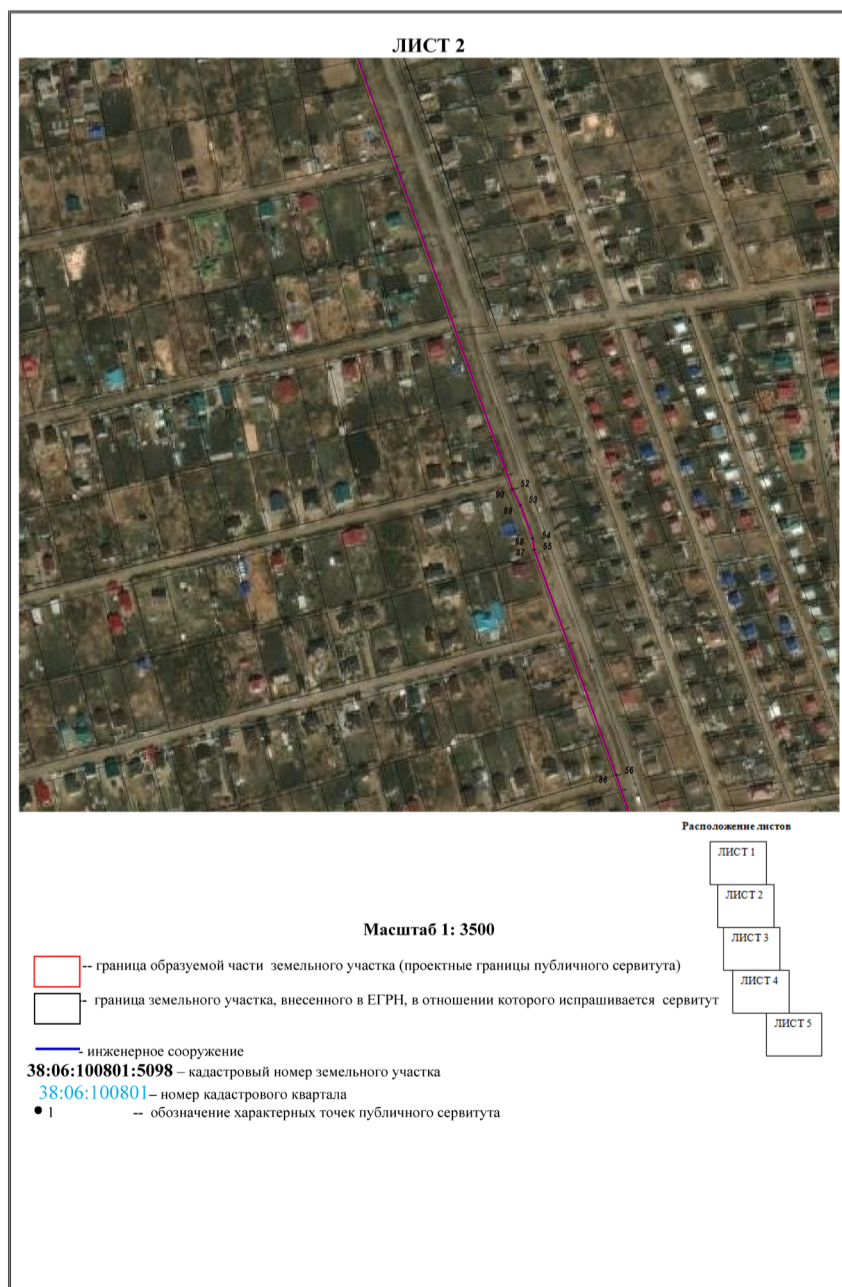 ЛИСТ 2
52
90
53
89
54
88
55
87
56
86
Расположение листов
ЛИСТ 1
ЛИСТ 2
ЛИСТ 3
ЛИСТ 4
ЛИСТ 5
Масштаб 1: 3500
-- граница образуемой части земельного участка (проектные границы публичного сервитута)
- граница земельного участка, внесенного в ЕГРН, в отношении которого испрашивается сервитут
- инженерное сооружение
38:06:100801:5098 – кадастровый номер земельного участка
38:06:100801– номер кадастрового квартала
• 1 -- обозначение характерных точек публичного сервитута